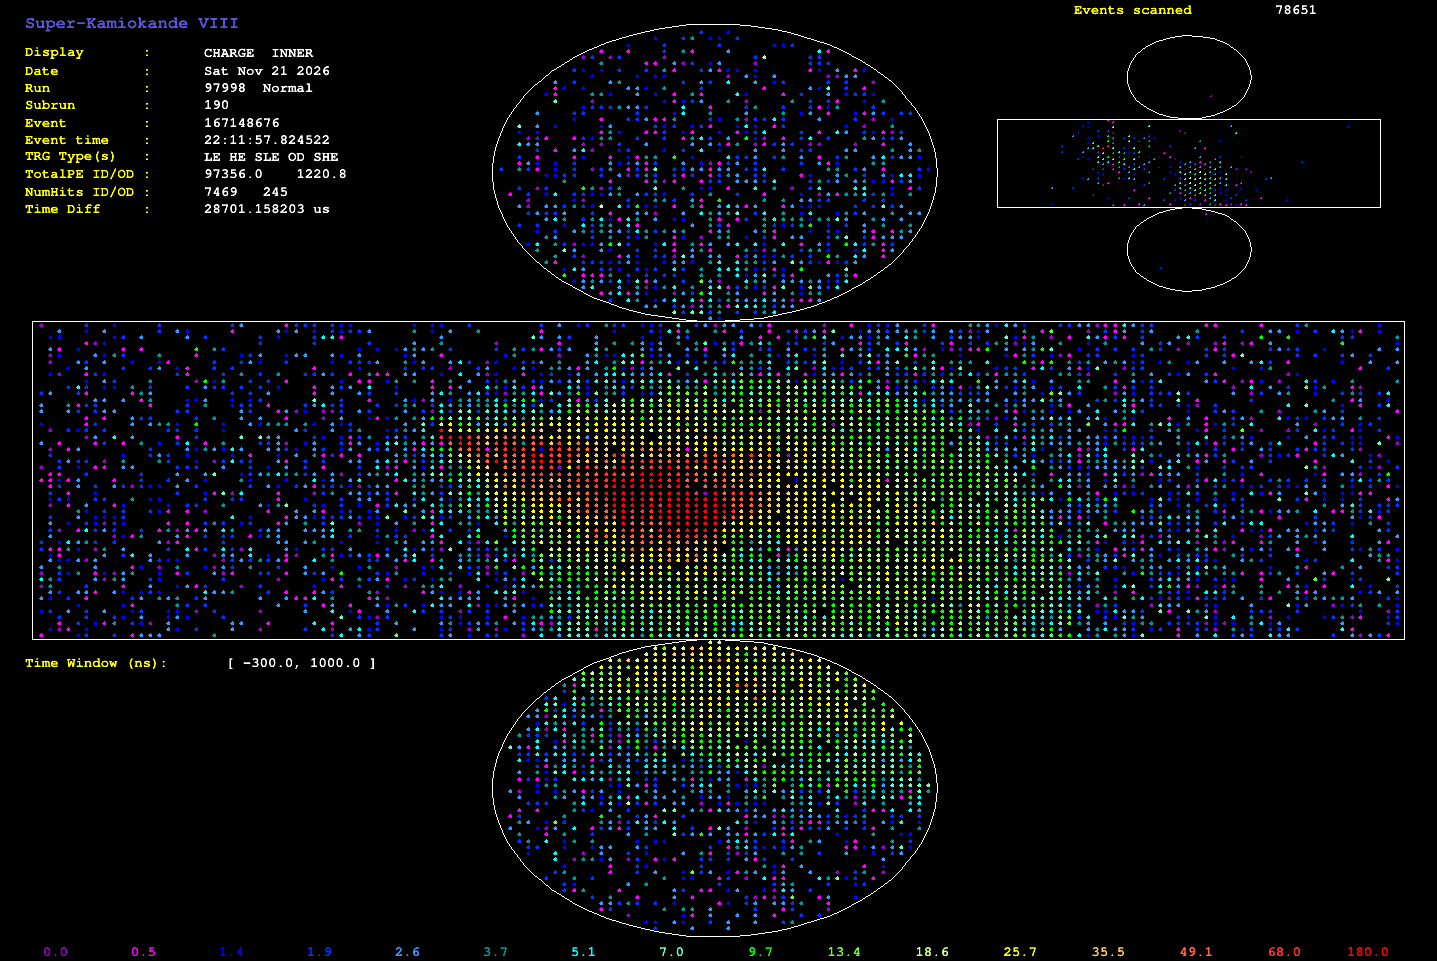 Super-Kamiokande VIII
Events scanned 78651
Display : CHARGE INNER
Date : Sat Nov 21 2026
Run : 97998 Normal
Subrun : 190
Event : 167148676
Event time : 22:11:57.824522
TRG Type(s) : LE HE SLE OD SHE
TotalPE ID/OD : 97356.0 1220.8
NumHits ID/OD : 7469 245
Time Diff : 28701.158203 us
Time Window (ns): [ −300.0, 1000.0 ]
0.0 0.5 1.4 1.9 2.6 3.7 5.1 7.0 9.7 13.4 18.6 25.7 35.5 49.1 68.0 180.0